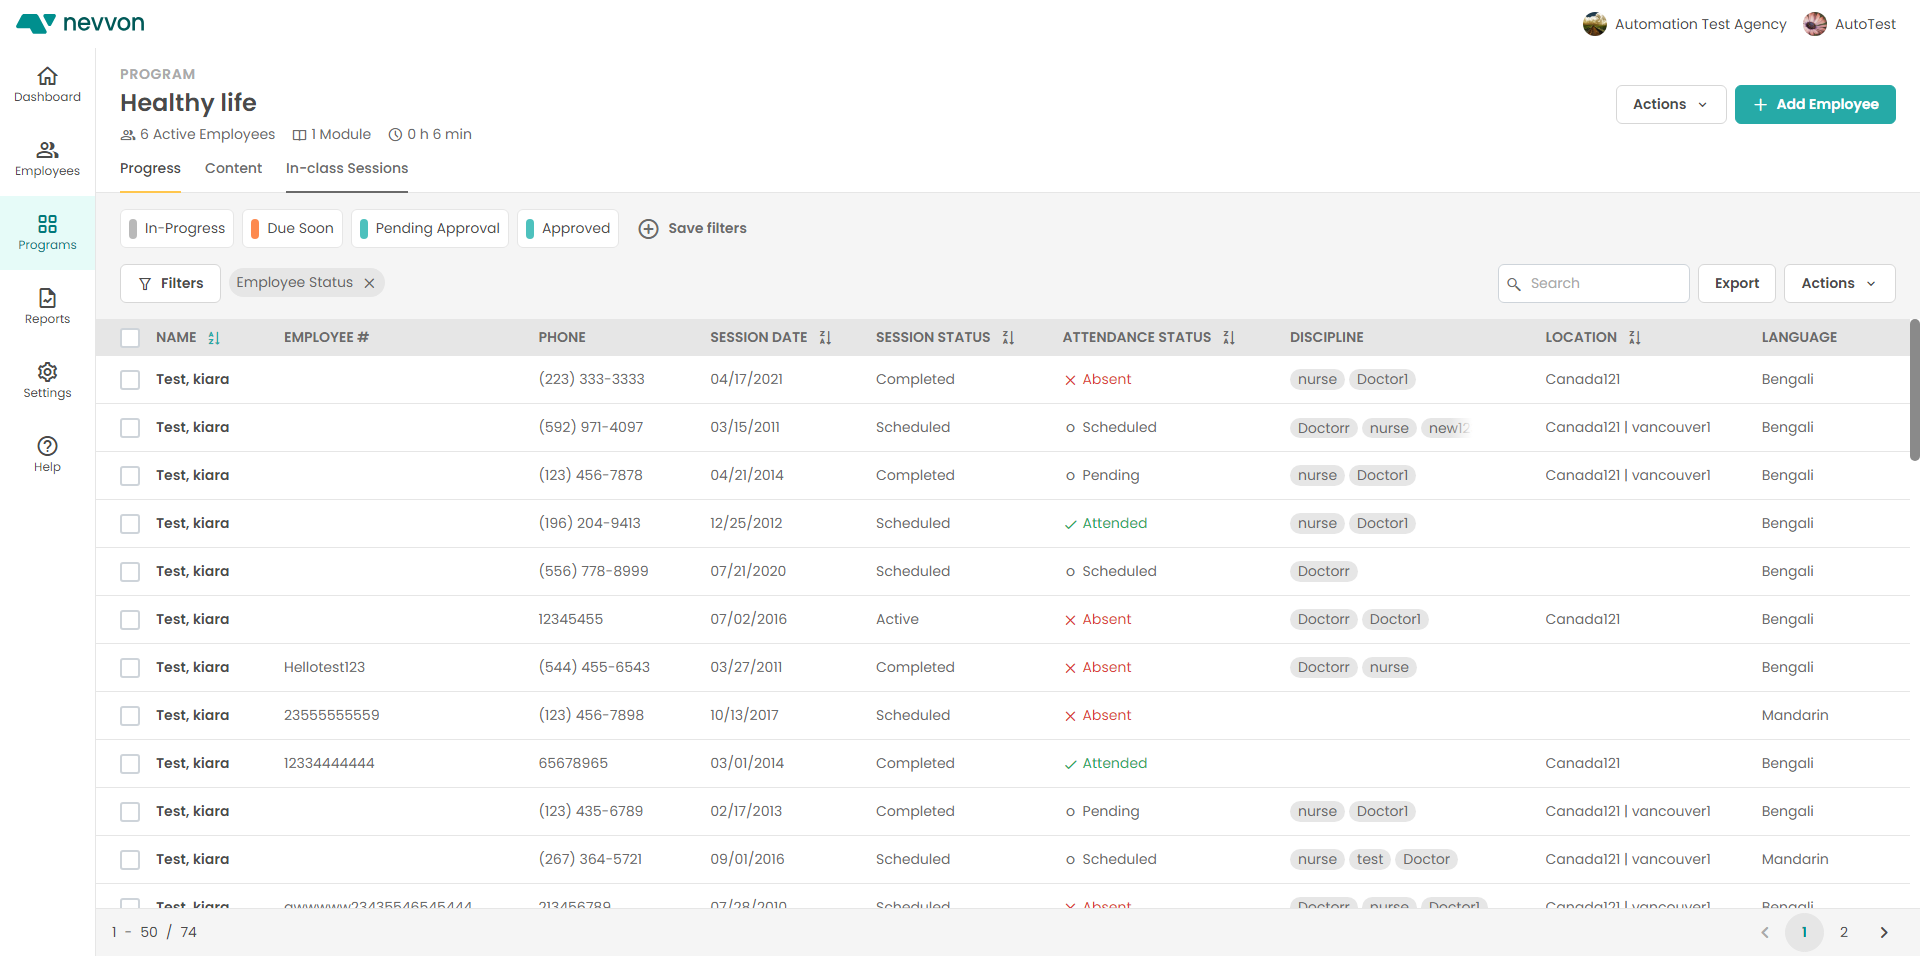 nevvon
Automation Test Agency AutoTest
Dashboard
Employees
Programs
Reports
Settings
Help
PROGRAM
Healthy life
6 Active Employees 1 Module 0 h 6 min
Actions + Add Employee
Progress Content In-class Sessions
In-Progress Due Soon Pending Approval Approved Save filters
Filters Employee Status Search Export Actions
NAME EMPLOYEE # PHONE SESSION DATE SESSION STATUS ATTENDANCE STATUS DISCIPLINE LOCATION LANGUAGE
Test, kiara (223) 333-3333 04/17/2021 Completed Absent nurse Doctor1 Canada121 Bengali
Test, kiara (592) 971-4097 03/15/2011 Scheduled Scheduled Doctorr nurse new12 Canada121 | vancouver1 Bengali
Test, kiara (123) 456-7878 04/21/2014 Completed Pending nurse Doctor1 Canada121 | vancouver1 Bengali
Test, kiara (196) 204-9413 12/25/2012 Scheduled Attended nurse Doctor1 Bengali
Test, kiara (556) 778-8999 07/21/2020 Scheduled Scheduled Doctorr Bengali
Test, kiara 12345455 07/02/2016 Active Absent Doctorr Doctor1 Canada121 Bengali
Test, kiara Hellotest123 (544) 455-6543 03/27/2011 Completed Absent Doctorr nurse Bengali
Test, kiara 23555555559 (123) 456-7898 10/13/2017 Scheduled Absent Mandarin
Test, kiara 12334444444 65678965 03/01/2014 Completed Attended Canada121 Bengali
Test, kiara (123) 435-6789 02/17/2013 Completed Pending nurse Doctor1 Canada121 | vancouver1 Bengali
Test, kiara (267) 364-5721 09/01/2016 Scheduled Scheduled nurse test Doctor Canada121 | vancouver1 Mandarin
Test, kiara 213456789 07/28/2010 Scheduled Absent Doctorr nurse Doctor1 Canada121 | vancouver1 Bengali
1 - 50 / 74 1 2